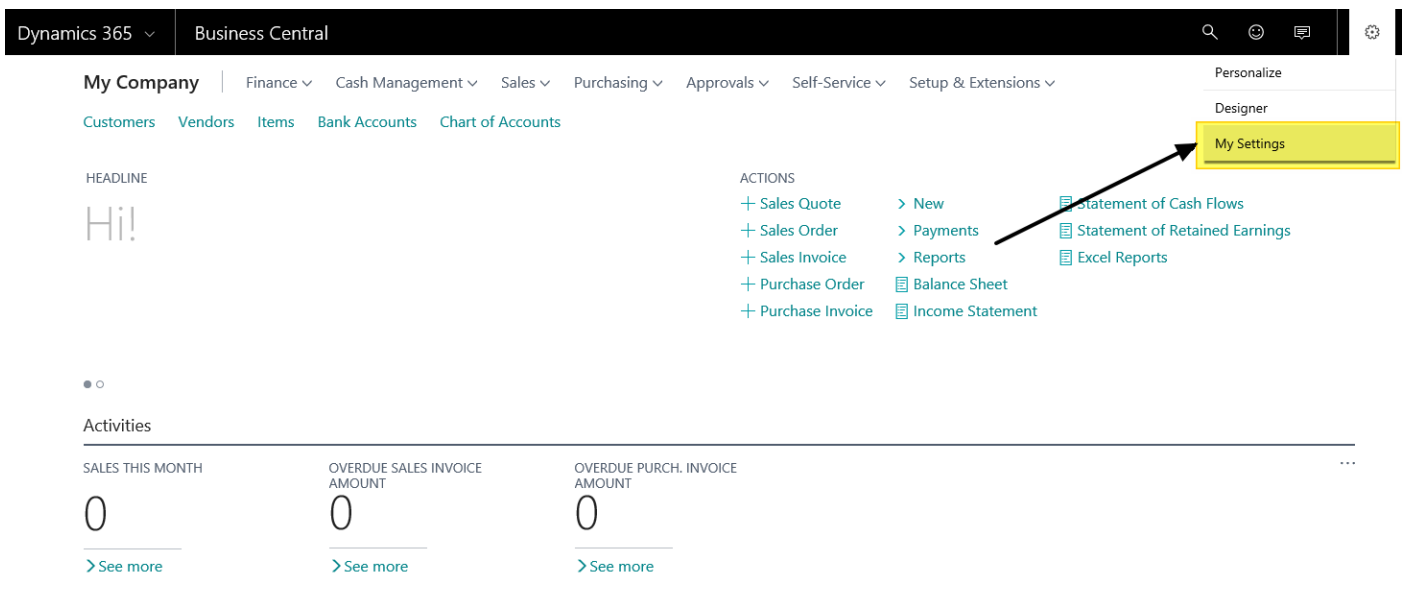 Dynamics 365 Business Central
Personalize
Designer
My Settings
My Company Finance Cash Management Sales Purchasing Approvals Self-Service Setup & Extensions
Customers Vendors Items Bank Accounts Chart of Accounts
HEADLINE
Hi!
ACTIONS
Sales Quote
Sales Order
Sales Invoice
Purchase Order
Purchase Invoice
New
Payments
Reports
Balance Sheet
Income Statement
Statement of Cash Flows
Statement of Retained Earnings
Excel Reports
Activities
SALES THIS MONTH
0
See more
OVERDUE SALES INVOICE
AMOUNT
0
See more
OVERDUE PURCH. INVOICE
AMOUNT
0
See more